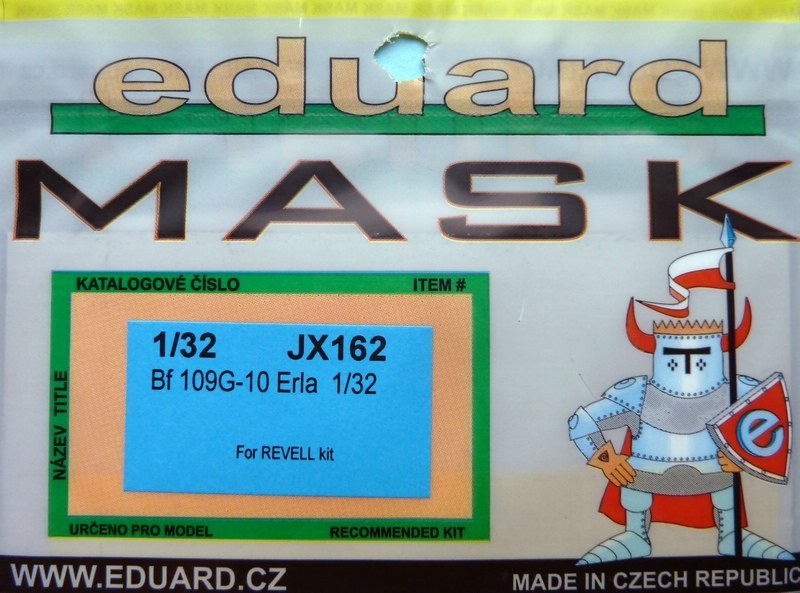 eduard
MASK
KATALOGOVÉ ČÍSLO ITEM #
NÁZEV TITLE
1/32 JX162
Bf 109G-10 Erla 1/32
For REVELL kit
e
URČENO PRO MODEL RECOMMENDED KIT
WWW.EDUARD.CZ MADE IN CZECH REPUBLIC